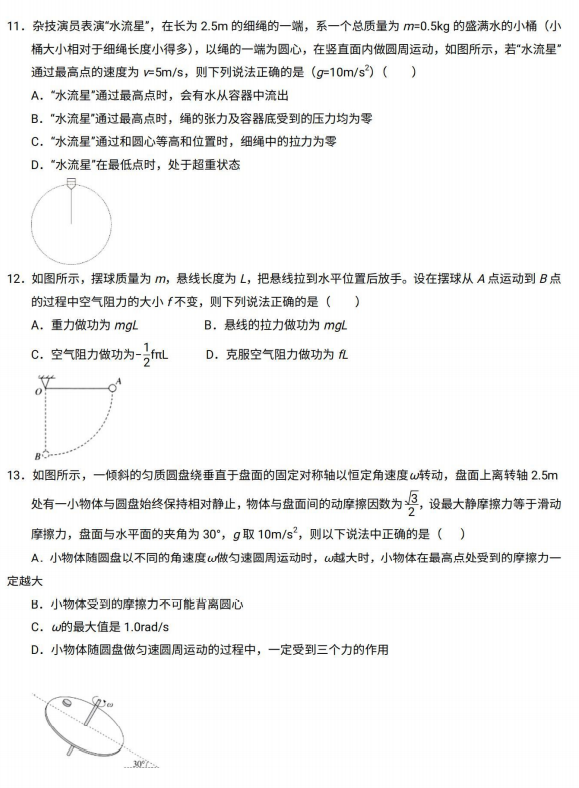 11．杂技演员表演“水流星”，在长为 2.5m 的细绳的一端，系一个总质量为 m=0.5kg 的盛满水的小桶（小
桶大小相对于细绳长度小得多），以绳的一端为圆心，在竖直面内做圆周运动，如图所示，若“水流星”
通过最高点的速度为 v=5m/s，则下列说法正确的是（g=10m/s²）（　　）
A．“水流星”通过最高点时，会有水从容器中流出
B．“水流星”通过最高点时，绳的张力及容器底受到的压力均为零
C．“水流星”通过和圆心等高和位置时，细绳中的拉力为零
D．“水流星”在最低点时，处于超重状态
12．如图所示，摆球质量为 m，悬线长度为 L，把悬线拉到水平位置后放手。设在摆球从 A 点运动到 B 点
的过程中空气阻力的大小 f 不变，则下列说法正确的是（　　）
A．重力做功为 mgL　　B．悬线的拉力做功为 mgL
C．空气阻力做功为-1/2fπL　　D．克服空气阻力做功为 fL
O A
B
13．如图所示，一倾斜的匀质圆盘绕垂直于盘面的固定对称轴以恒定角速度ω转动，盘面上离转轴 2.5m
处有一小物体与圆盘始终保持相对静止，物体与盘面间的动摩擦因数为√3/2，设最大静摩擦力等于滑动
摩擦力，盘面与水平面的夹角为 30°，g 取 10m/s²，则以下说法中正确的是（　）
A．小物体随圆盘以不同的角速度ω做匀速圆周运动时，ω越大时，小物体在最高点处受到的摩擦力一
定越大
B．小物体受到的摩擦力不可能背离圆心
C．ω的最大值是 1.0rad/s
D．小物体随圆盘做匀速圆周运动的过程中，一定受到三个力的作用
ω
30°